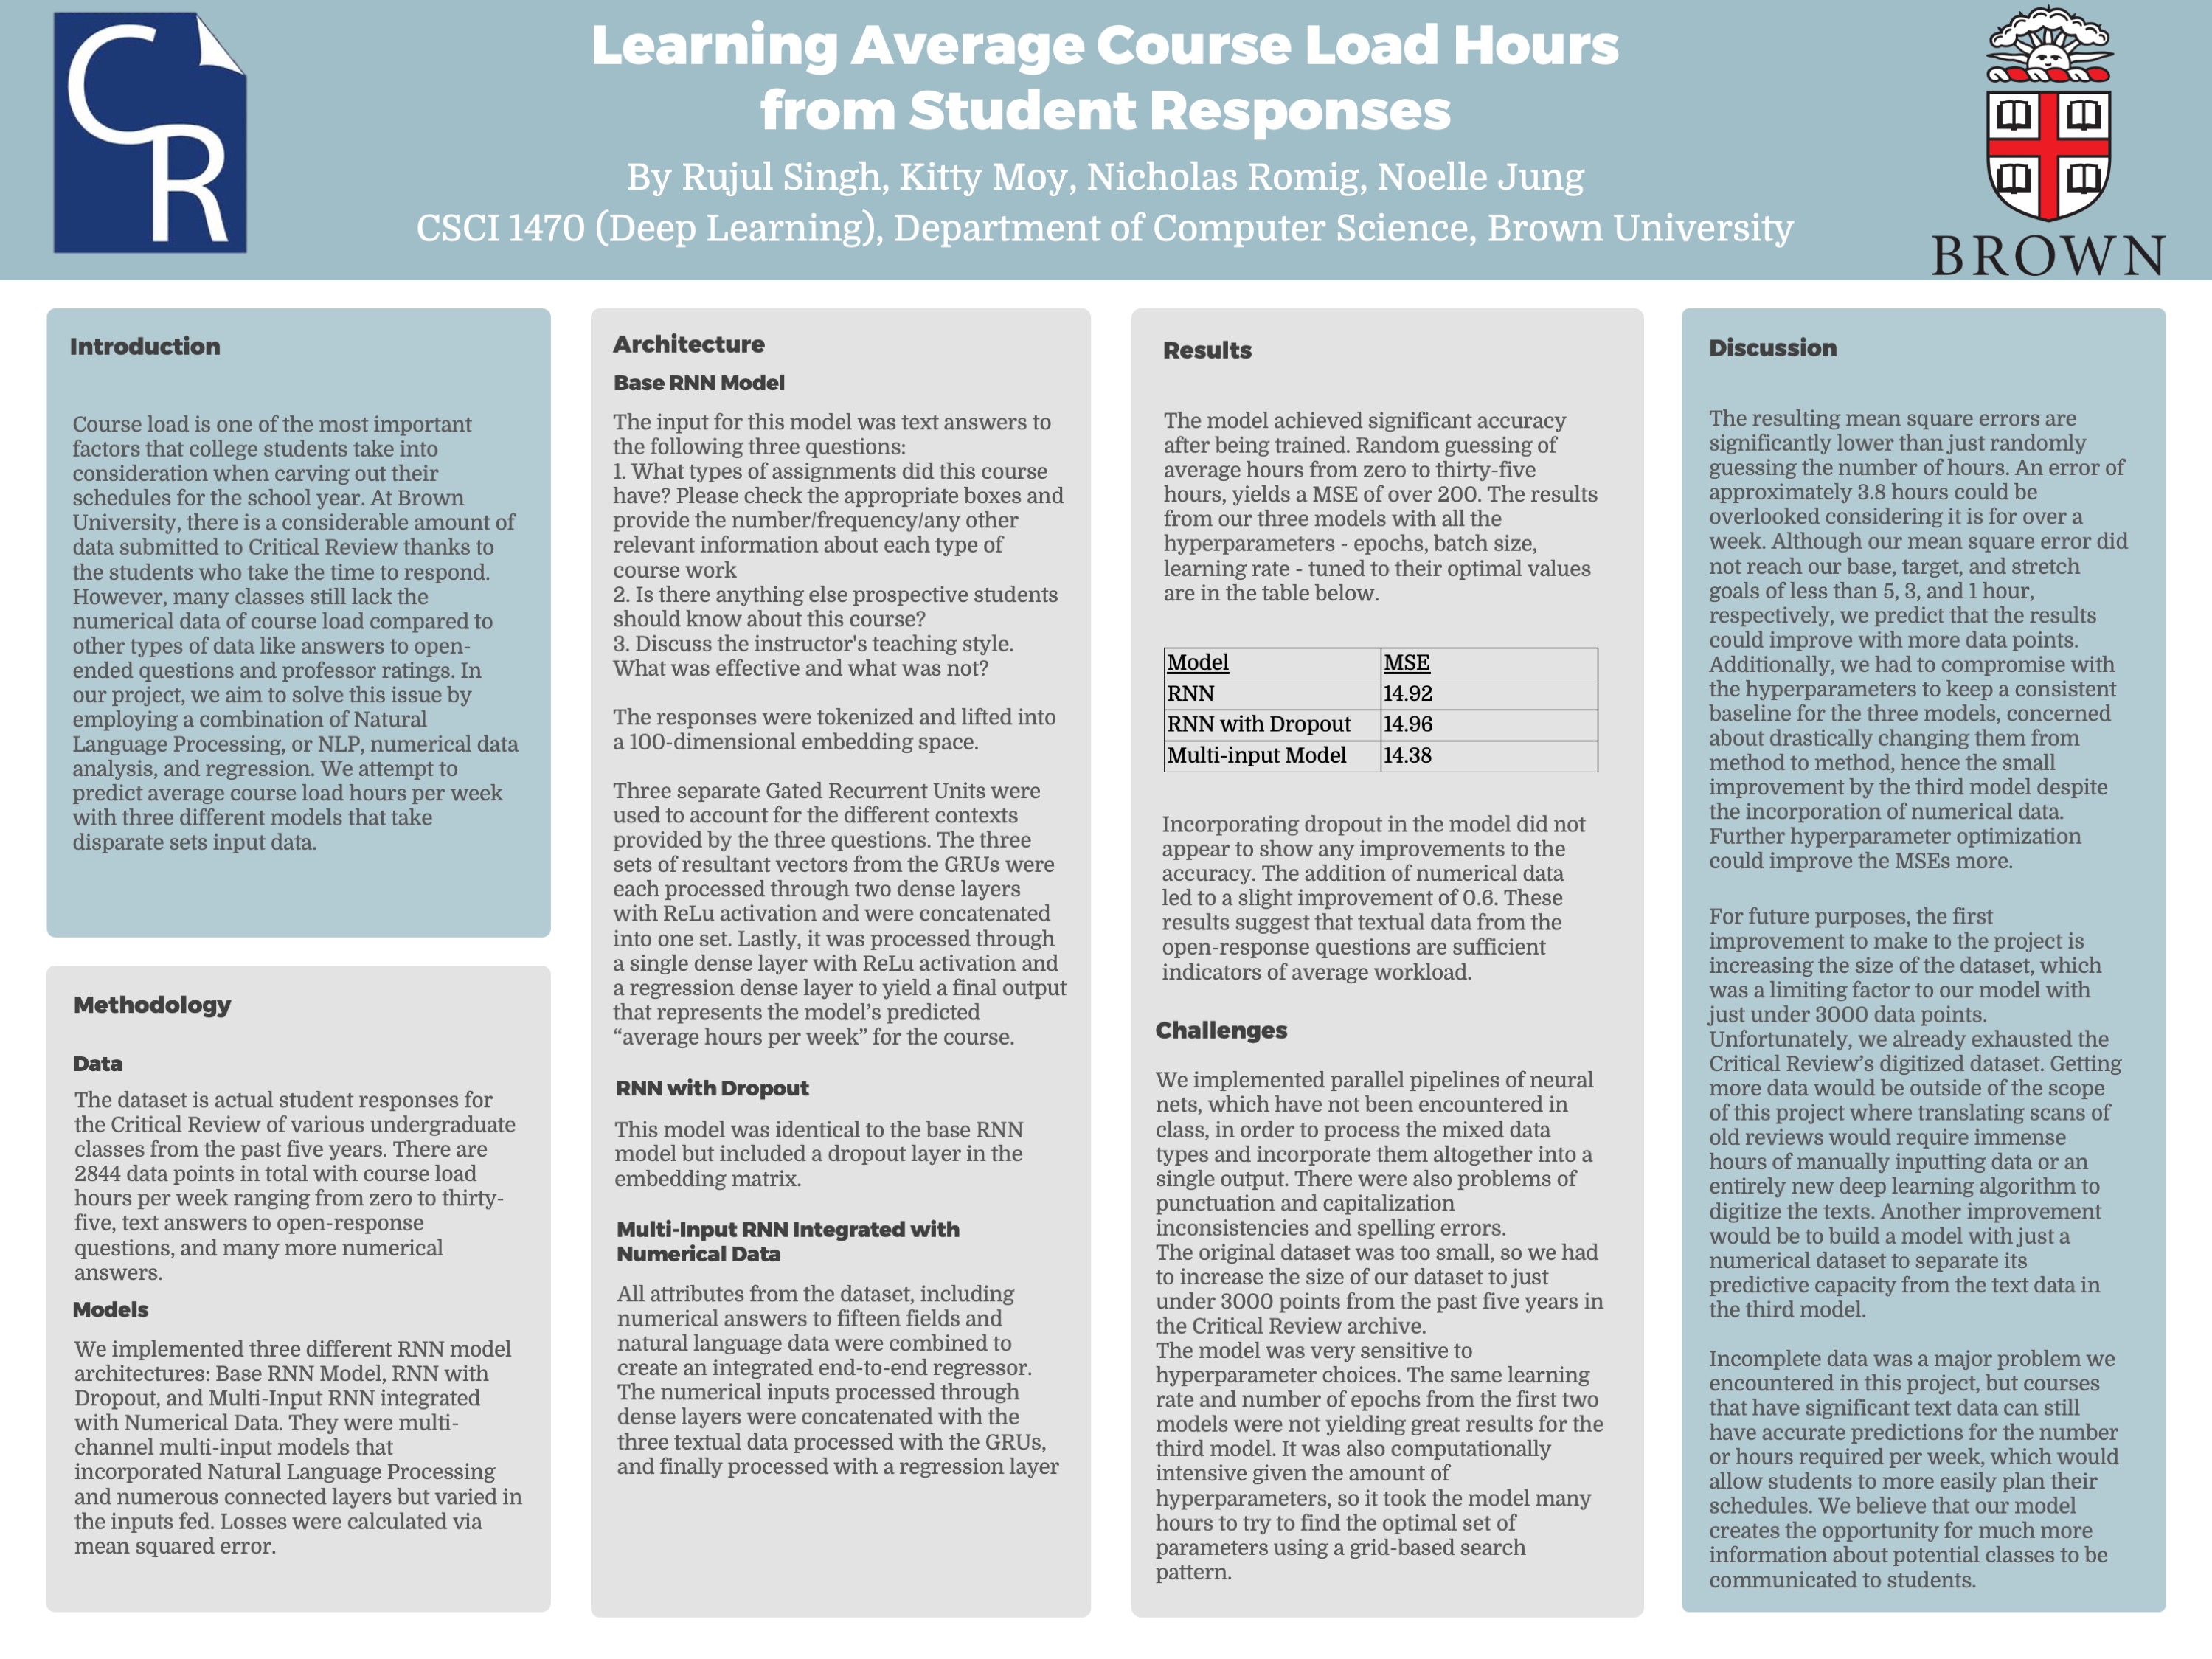 CR
Learning Average Course Load Hours
from Student Responses
By Rujul Singh, Kitty Moy, Nicholas Romig, Noelle Jung
CSCI 1470 (Deep Learning), Department of Computer Science, Brown University
BROWN
Introduction
Course load is one of the most important
factors that college students take into
consideration when carving out their
schedules for the school year. At Brown
University, there is a considerable amount of
data submitted to Critical Review thanks to
the students who take the time to respond.
However, many classes still lack the
numerical data of course load compared to
other types of data like answers to open-
ended questions and professor ratings. In
our project, we aim to solve this issue by
employing a combination of Natural
Language Processing, or NLP, numerical data
analysis, and regression. We attempt to
predict average course load hours per week
with three different models that take
disparate sets input data.
Methodology
Data
The dataset is actual student responses for
the Critical Review of various undergraduate
classes from the past five years. There are
2844 data points in total with course load
hours per week ranging from zero to thirty-
five, text answers to open-response
questions, and many more numerical
answers.
Models
We implemented three different RNN model
architectures: Base RNN Model, RNN with
Dropout, and Multi-Input RNN integrated
with Numerical Data. They were multi-
channel multi-input models that
incorporated Natural Language Processing
and numerous connected layers but varied in
the inputs fed. Losses were calculated via
mean squared error.
Architecture
Base RNN Model
The input for this model was text answers to
the following three questions:
1. What types of assignments did this course
have? Please check the appropriate boxes and
provide the number/frequency/any other
relevant information about each type of
course work
2. Is there anything else prospective students
should know about this course?
3. Discuss the instructor's teaching style.
What was effective and what was not?
The responses were tokenized and lifted into
a 100-dimensional embedding space.
Three separate Gated Recurrent Units were
used to account for the different contexts
provided by the three questions. The three
sets of resultant vectors from the GRUs were
each processed through two dense layers
with ReLu activation and were concatenated
into one set. Lastly, it was processed through
a single dense layer with ReLu activation and
a regression dense layer to yield a final output
that represents the model’s predicted
“average hours per week” for the course.
RNN with Dropout
This model was identical to the base RNN
model but included a dropout layer in the
embedding matrix.
Multi-Input RNN Integrated with
Numerical Data
All attributes from the dataset, including
numerical answers to fifteen fields and
natural language data were combined to
create an integrated end-to-end regressor.
The numerical inputs processed through
dense layers were concatenated with the
three textual data processed with the GRUs,
and finally processed with a regression layer
Results
The model achieved significant accuracy
after being trained. Random guessing of
average hours from zero to thirty-five
hours, yields a MSE of over 200. The results
from our three models with all the
hyperparameters - epochs, batch size,
learning rate - tuned to their optimal values
are in the table below.
Model MSE
RNN 14.92
RNN with Dropout 14.96
Multi-input Model 14.38
Incorporating dropout in the model did not
appear to show any improvements to the
accuracy. The addition of numerical data
led to a slight improvement of 0.6. These
results suggest that textual data from the
open-response questions are sufficient
indicators of average workload.
Challenges
We implemented parallel pipelines of neural
nets, which have not been encountered in
class, in order to process the mixed data
types and incorporate them altogether into a
single output. There were also problems of
punctuation and capitalization
inconsistencies and spelling errors.
The original dataset was too small, so we had
to increase the size of our dataset to just
under 3000 points from the past five years in
the Critical Review archive.
The model was very sensitive to
hyperparameter choices. The same learning
rate and number of epochs from the first two
models were not yielding great results for the
third model. It was also computationally
intensive given the amount of
hyperparameters, so it took the model many
hours to try to find the optimal set of
parameters using a grid-based search
pattern.
Discussion
The resulting mean square errors are
significantly lower than just randomly
guessing the number of hours. An error of
approximately 3.8 hours could be
overlooked considering it is for over a
week. Although our mean square error did
not reach our base, target, and stretch
goals of less than 5, 3, and 1 hour,
respectively, we predict that the results
could improve with more data points.
Additionally, we had to compromise with
the hyperparameters to keep a consistent
baseline for the three models, concerned
about drastically changing them from
method to method, hence the small
improvement by the third model despite
the incorporation of numerical data.
Further hyperparameter optimization
could improve the MSEs more.
For future purposes, the first
improvement to make to the project is
increasing the size of the dataset, which
was a limiting factor to our model with
just under 3000 data points.
Unfortunately, we already exhausted the
Critical Review’s digitized dataset. Getting
more data would be outside of the scope
of this project where translating scans of
old reviews would require immense
hours of manually inputting data or an
entirely new deep learning algorithm to
digitize the texts. Another improvement
would be to build a model with just a
numerical dataset to separate its
predictive capacity from the text data in
the third model.
Incomplete data was a major problem we
encountered in this project, but courses
that have significant text data can still
have accurate predictions for the number
or hours required per week, which would
allow students to more easily plan their
schedules. We believe that our model
creates the opportunity for much more
information about potential classes to be
communicated to students.